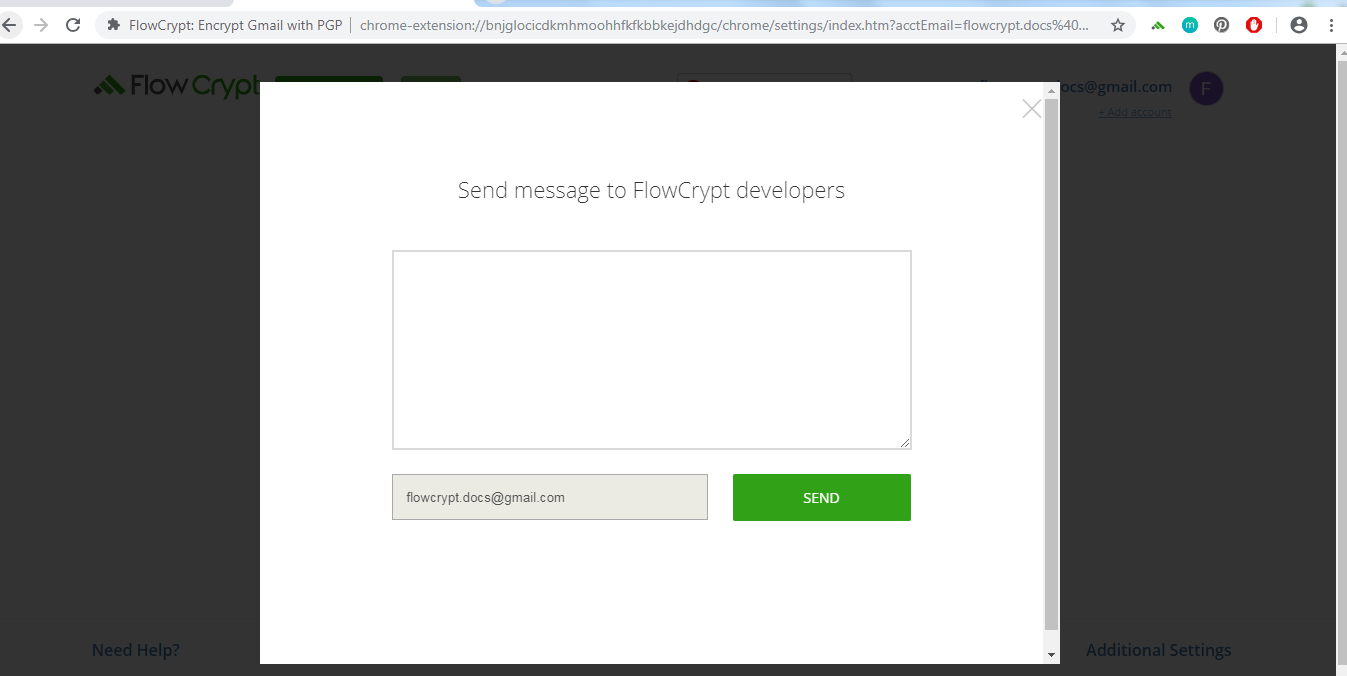 FlowCrypt: Encrypt Gmail with PGP
chrome-extension://bnjglocicdkmhmoohhfkfkbbkejdhdgc/chrome/settings/index.htm?acctEmail=flowcrypt.docs%40...
m
FlowCrypt
ocs@gmail.com
F
+ Add account
Send message to FlowCrypt developers
flowcrypt.docs@gmail.com
SEND
Need Help?
Additional Settings